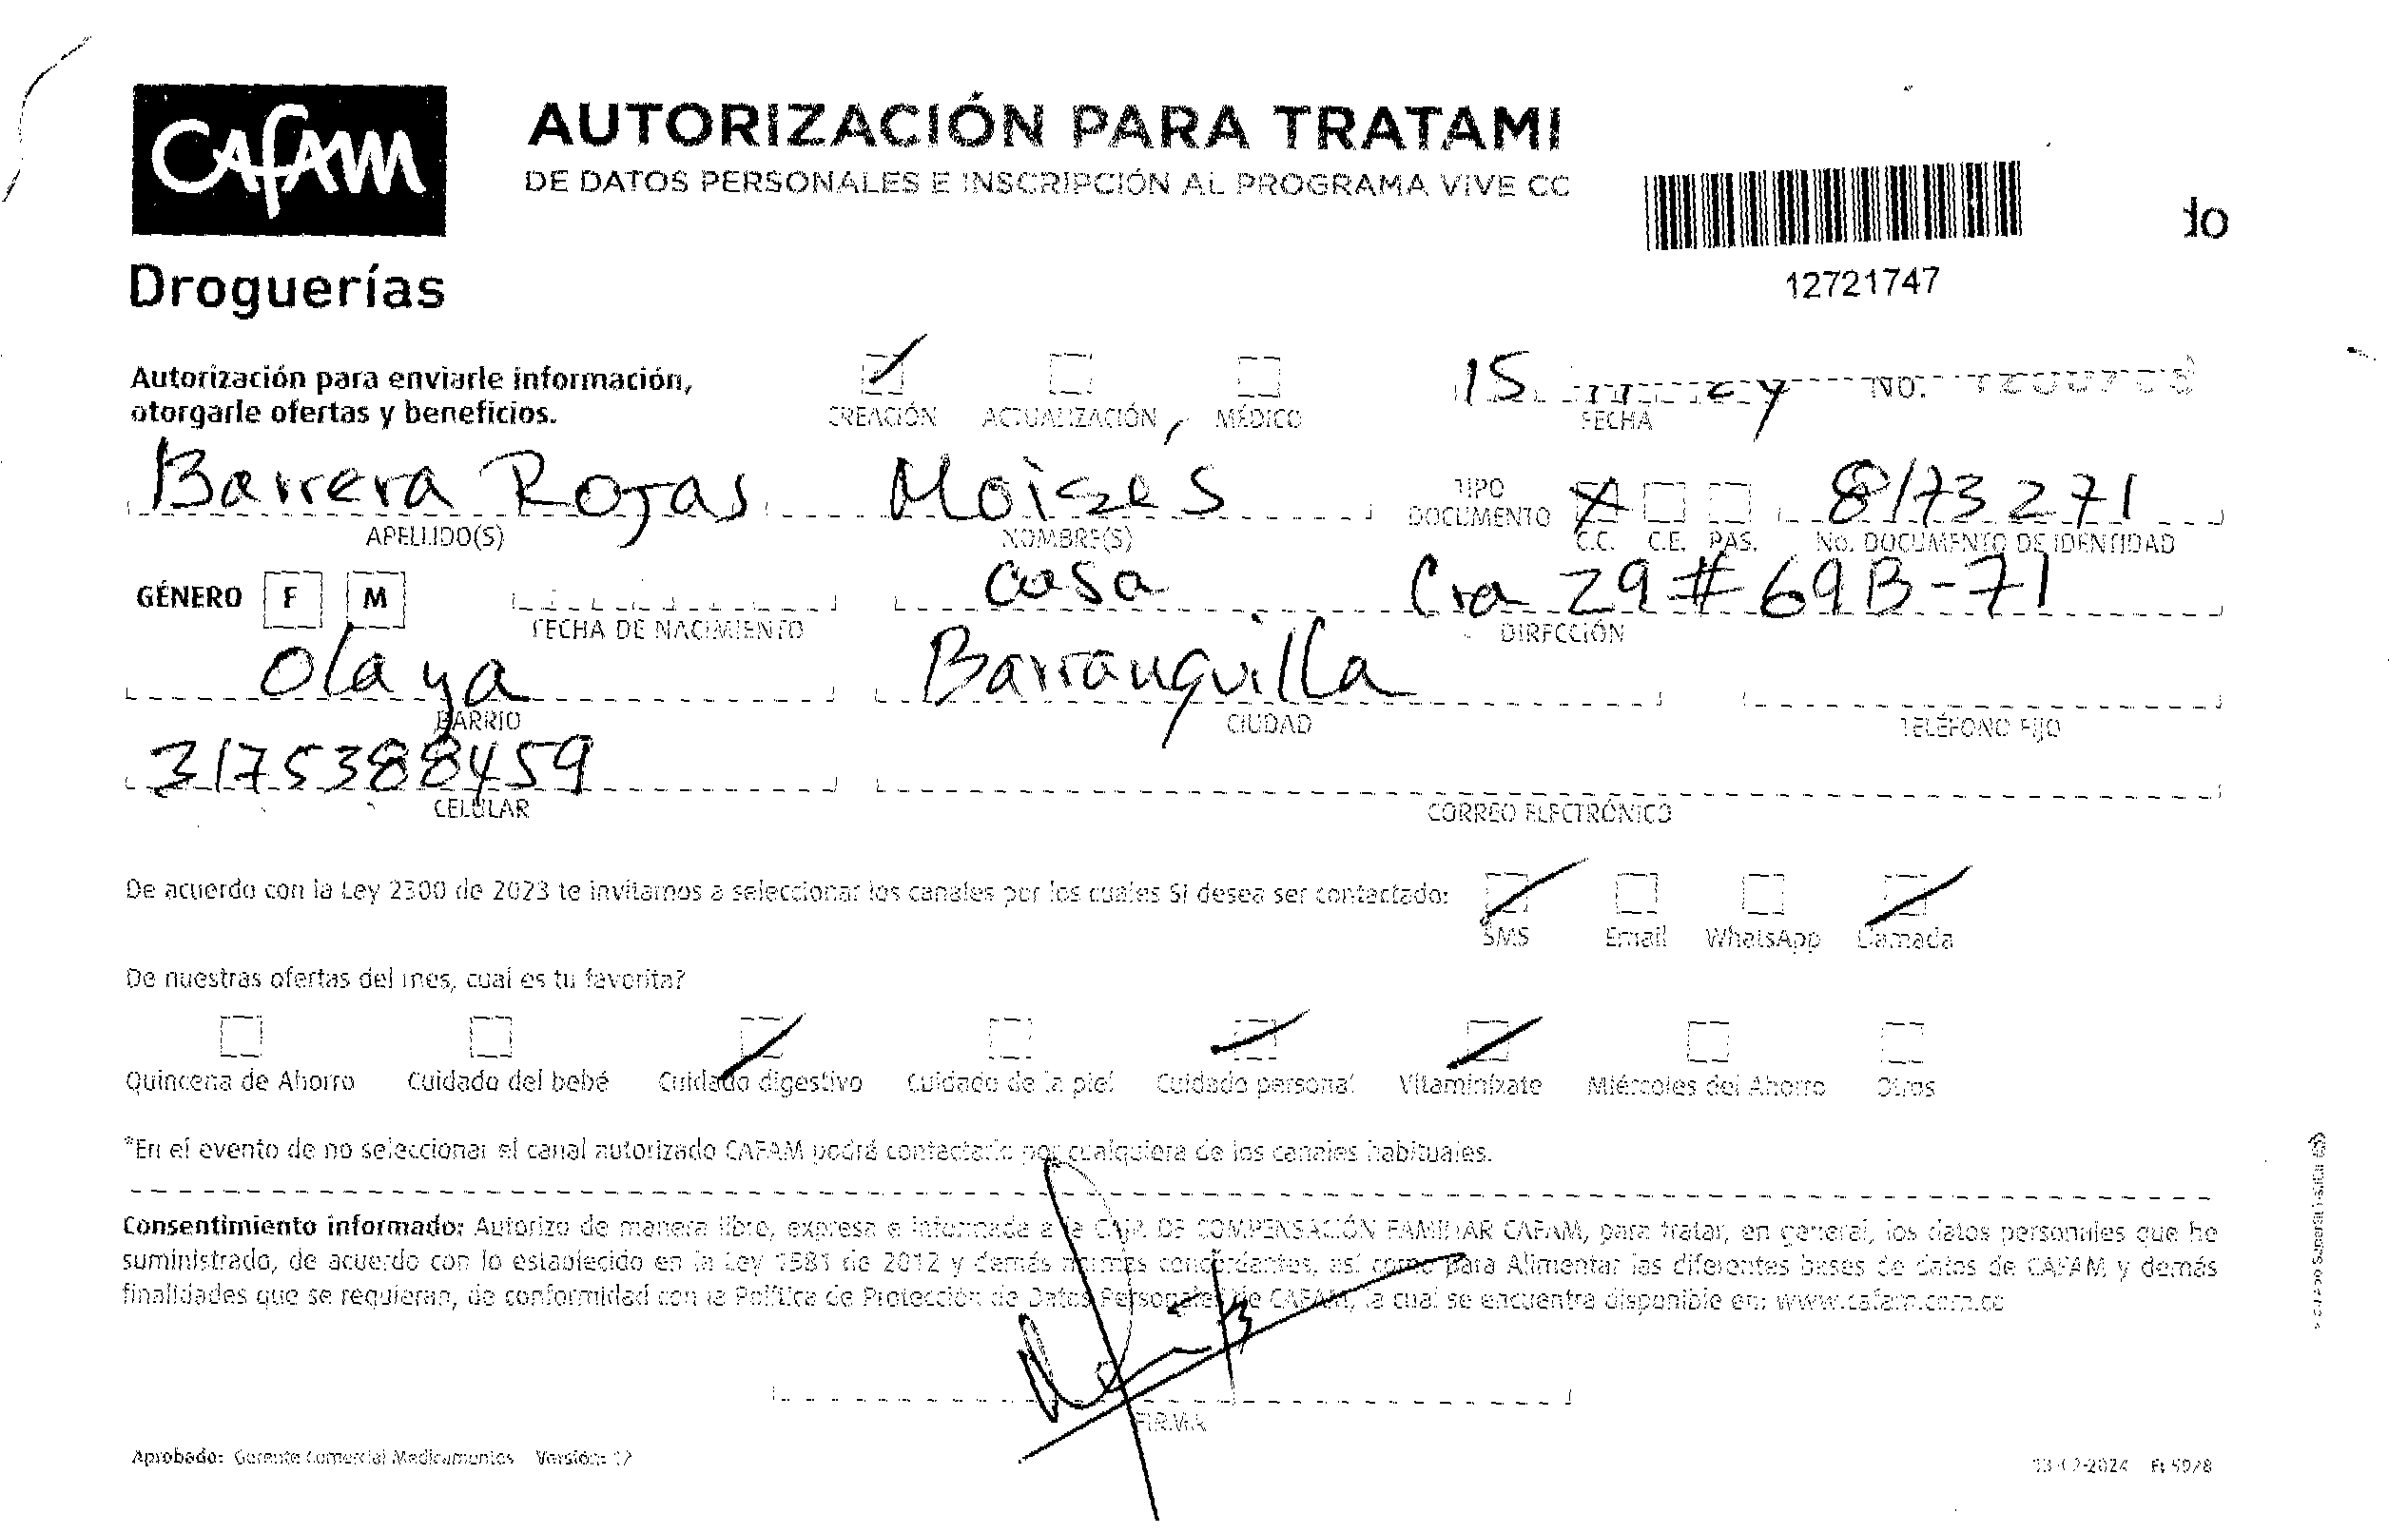 CAFAM
Droguerías
AUTORIZACIÓN PARA TRATAMI
DE DATOS PERSONALES E INSCRIPCIÓN AL PROGRAMA VIVE CC
do
12721747
Autorización para enviarle información,
otorgarle ofertas y beneficios.
CREACIÓN ACTUALIZACIÓN MÉDICO
15
FECHA
NO.
Barrera Rojas Moises 8173271
APELLIDO(S) NOMBRE(S) TIPO DOCUMENTO C.C. C.E. PAS. No. DOCUMENTO DE IDENTIDAD
GÉNERO F M casa Cra 29 # 69B-71
FECHA DE NACIMIENTO DIRECCIÓN
Olaya Barranquilla
BARRIO CIUDAD TELÉFONO FIJO
3175388459
CELULAR CORREO ELECTRÓNICO
De acuerdo con la Ley 2300 de 2023 te invitamos a seleccionar los canales por los cuales SI desea ser contactado:
SMS Email WhatsApp Llamada
De nuestras ofertas del mes, cual es tu favorita?
Quincena de Ahorro Cuidado del bebé Cuidado digestivo Cuidado de la piel Cuidado personal Vitaminízate Miércoles del Ahorro Otros
*En el evento de no seleccionar el canal autorizado CAFAM podrá contactarlo por cualquiera de los canales habituales.
Consentimiento informado: Autorizo de manera libre, expresa e informada a la CAJA DE COMPENSACIÓN FAMILIAR CAFAM, para tratar, en general, los datos personales que he
suministrado, de acuerdo con lo establecido en la Ley 1581 de 2012 y demás normas concordantes, así como para Alimentar las diferentes bases de datos de CAFAM y demás
finalidades que se requieran, de conformidad con la Política de Protección de Datos Personales de CAFAM, la cual se encuentra disponible en: www.cafam.com.co
FIRMA
Aprobado: Gerente Comercial Medicamentos Versión: 12